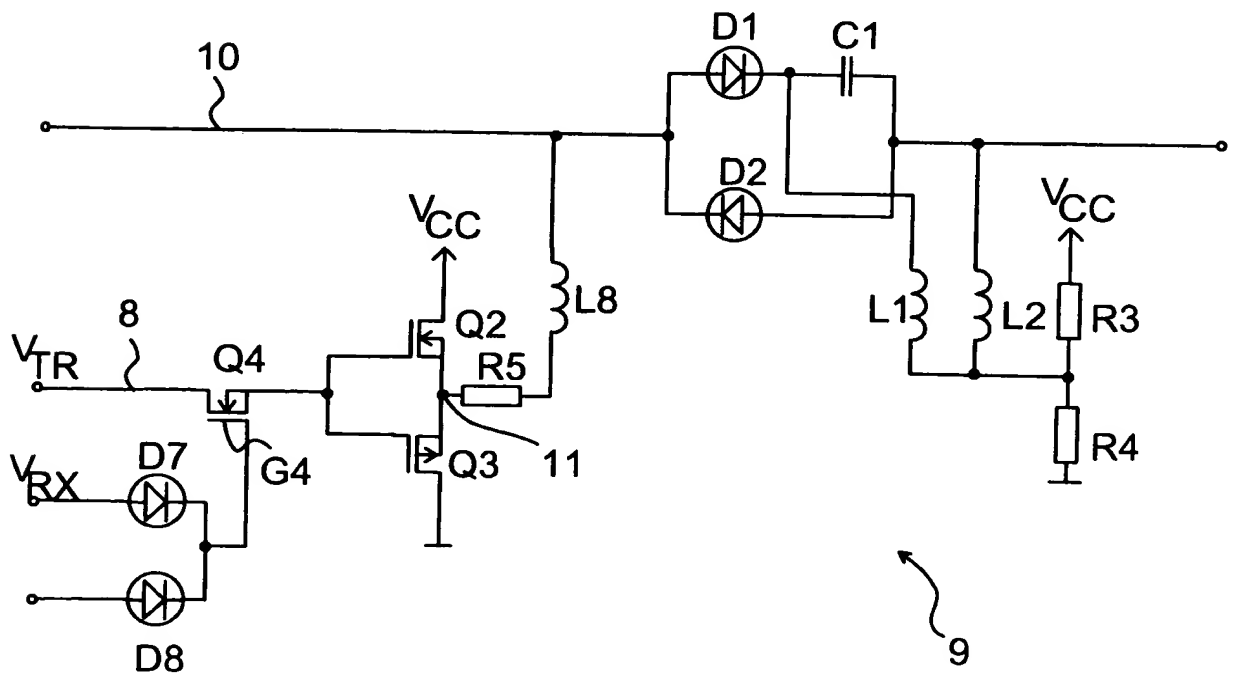 D1
C1
10
D2
VCC
VCC
L8
L1
L2
R3
8
Q2
VTR
Q4
R5
D7
G4
Q3
11
R4
VRX
D8
9